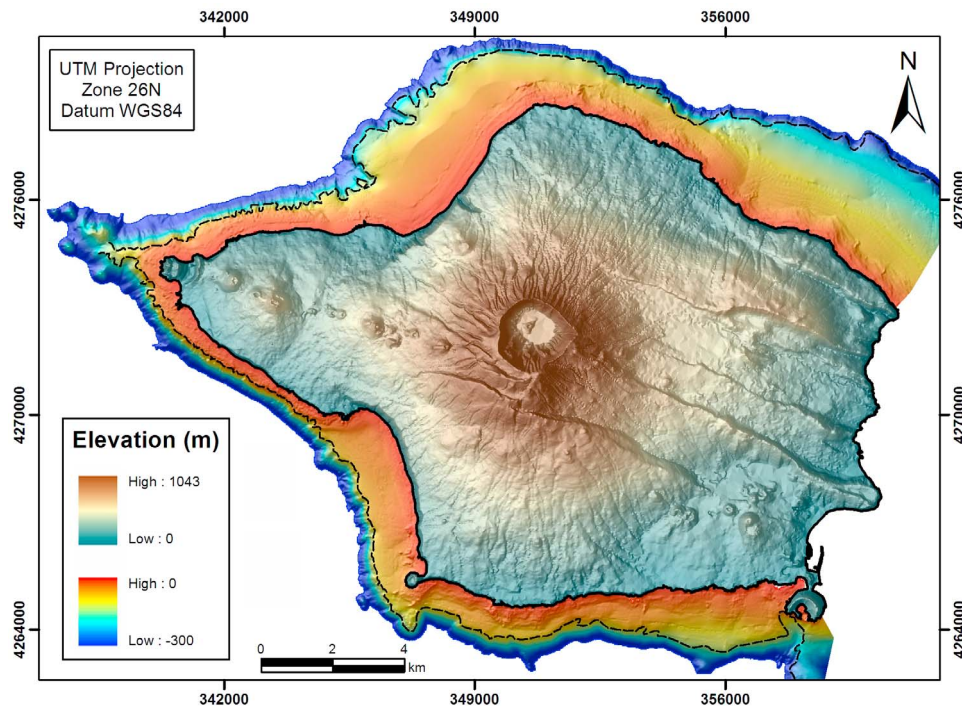 342000
349000
356000
UTM Projection
Zone 26N
Datum WGS84
N
4276000
4276000
4270000
4270000
Elevation (m)
High : 1043
Low : 0
High : 0
Low : -300
4264000
4264000
0
2
4
km
342000
349000
356000